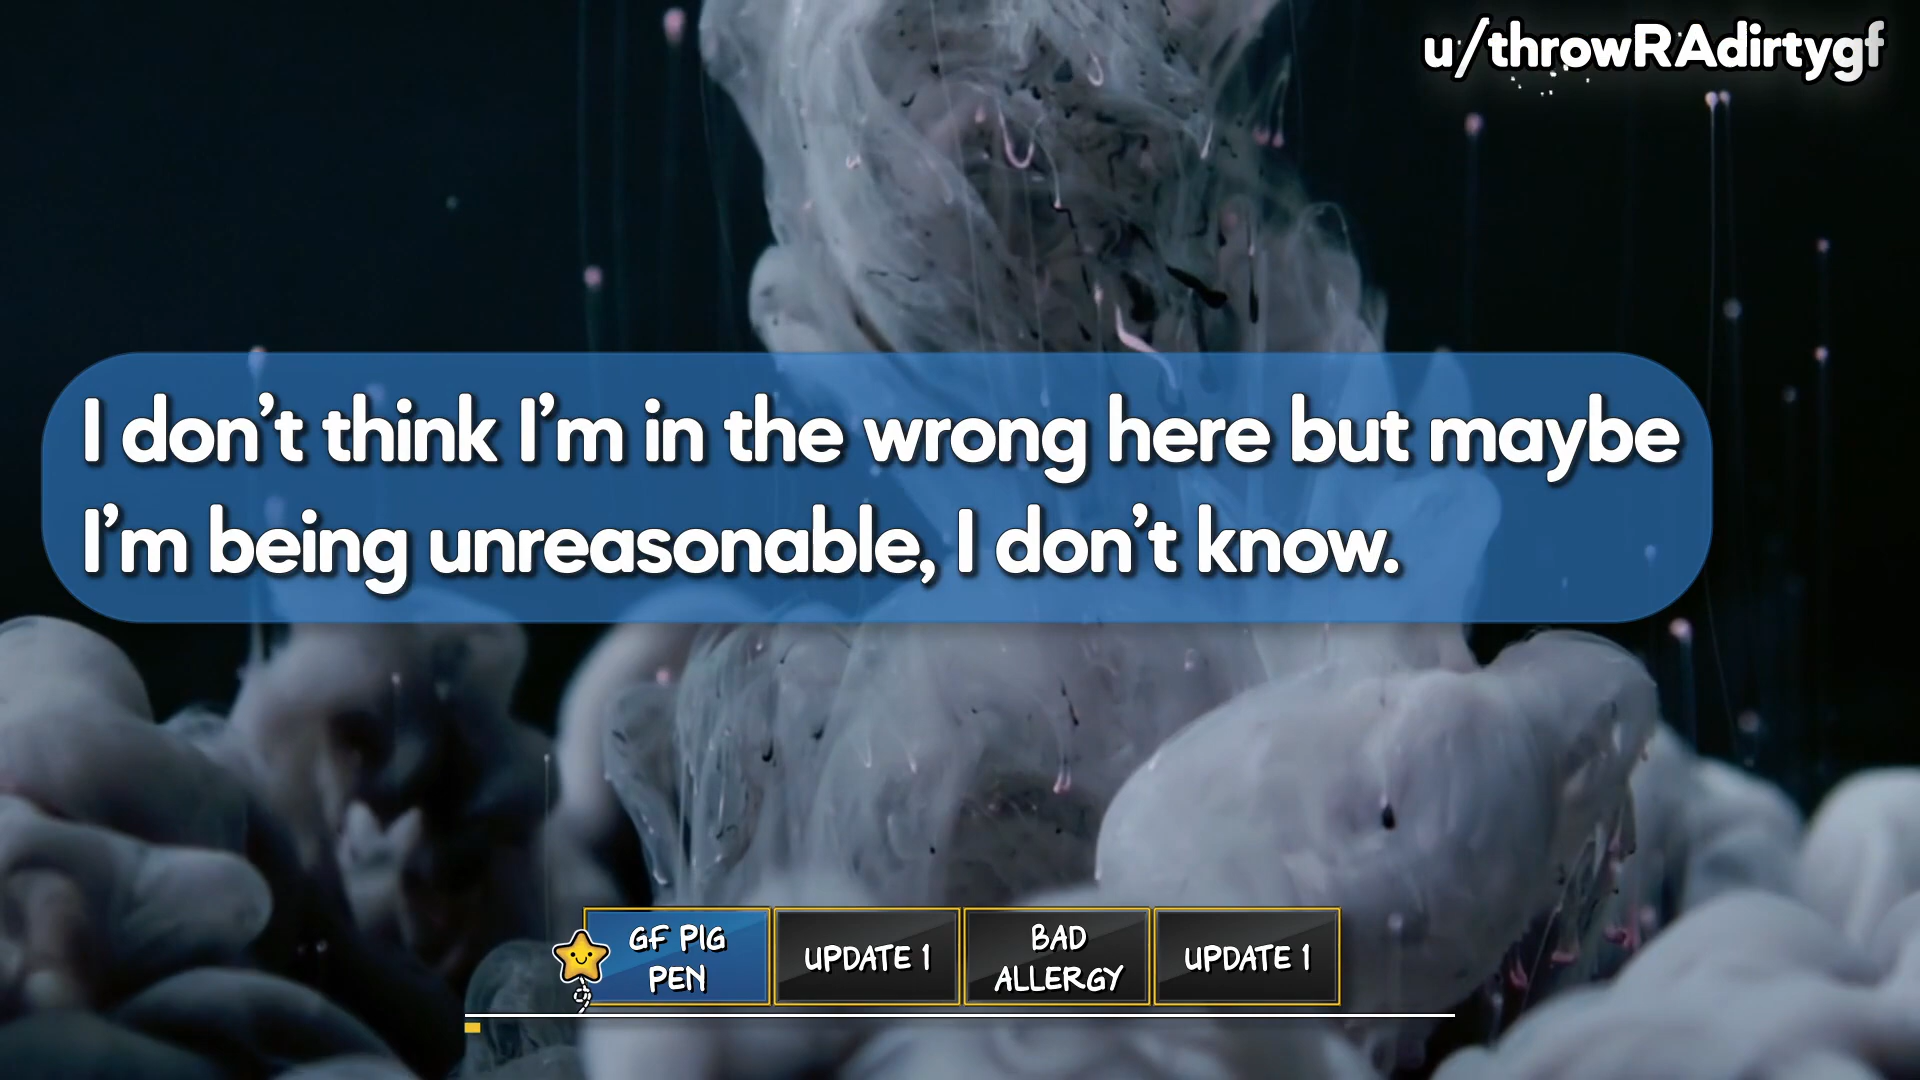 u/throwRAdirtygf
I don't think I'm in the wrong here but maybe
I'm being unreasonable, I don't know.
GF PIG
PEN
UPDATE 1
BAD
ALLERGY
UPDATE 1